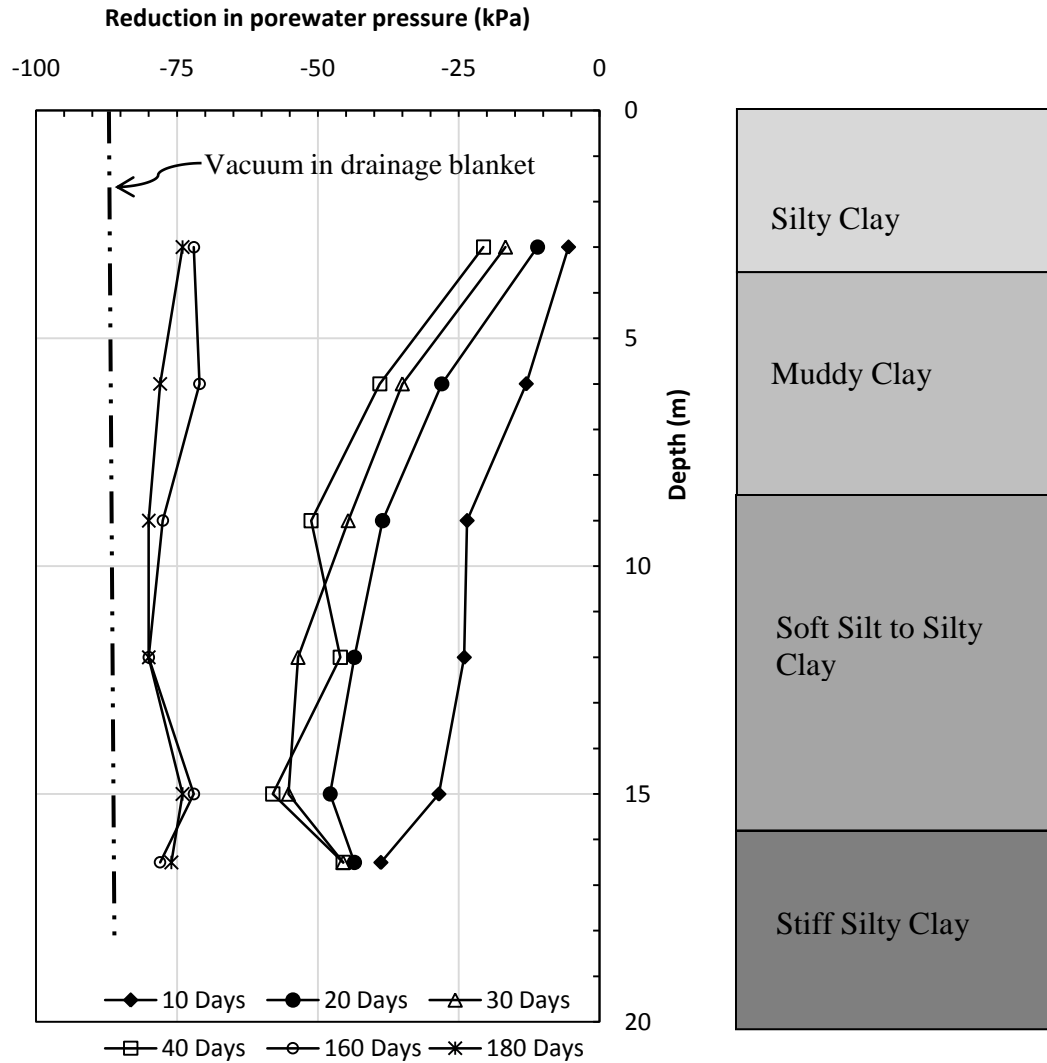 Reduction in porewater pressure (kPa)
-100 -75 -50 -25 0
0
Vacuum in drainage blanket
5
10
15
20
Depth (m)
10 Days 20 Days 30 Days
40 Days 160 Days 180 Days
Silty Clay
Muddy Clay
Soft Silt to Silty
Clay
Stiff Silty Clay